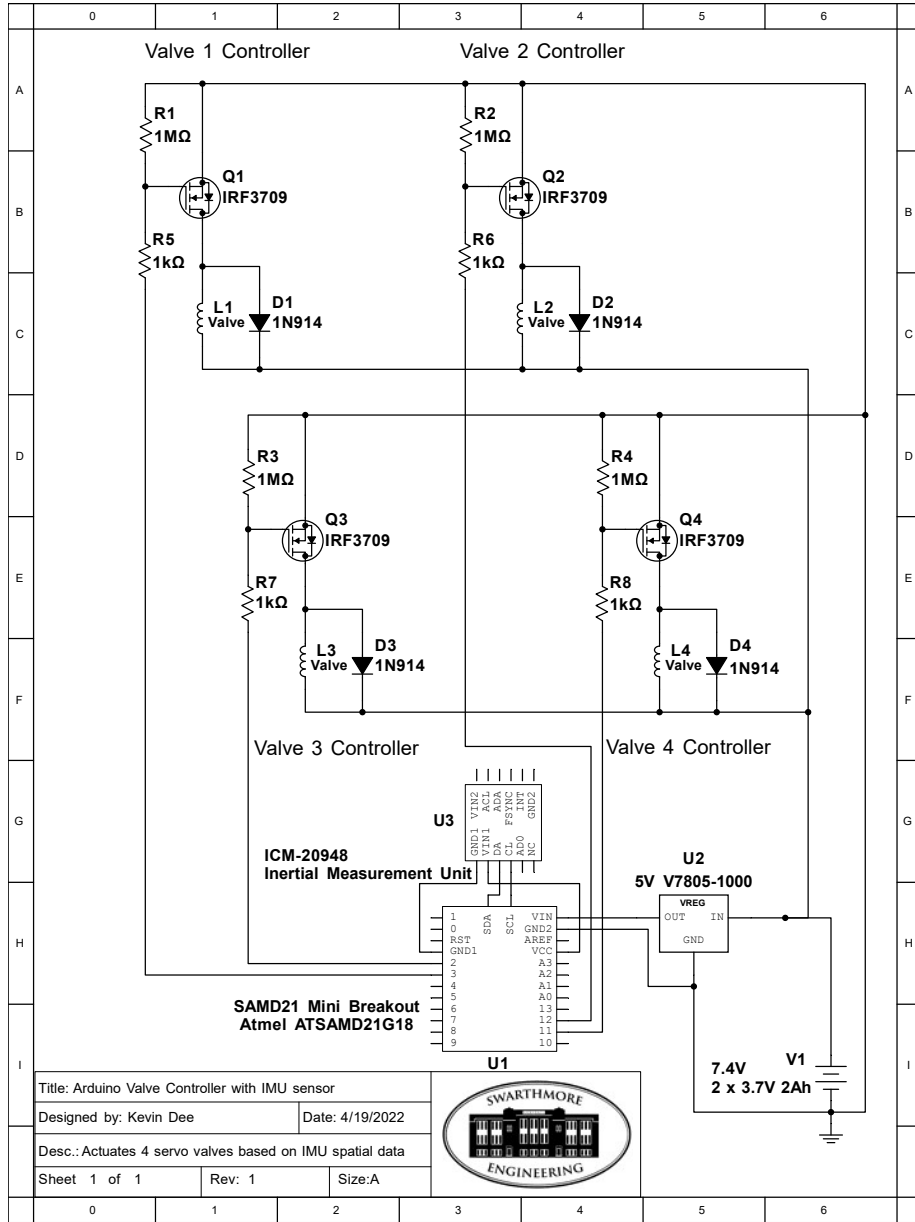 0 1 2 3 4 5 6
Valve 1 Controller
Valve 2 Controller
A
A
R1
1MΩ
R2
1MΩ
Q1
IRF3709
Q2
IRF3709
B
B
R5
1kΩ
R6
1kΩ
L1
Valve
D1
1N914
L2
Valve
D2
1N914
C
C
D
D
R3
1MΩ
R4
1MΩ
Q3
IRF3709
Q4
IRF3709
E
E
R7
1kΩ
R8
1kΩ
L3
Valve
D3
1N914
L4
Valve
D4
1N914
F
F
Valve 3 Controller
Valve 4 Controller
G
G
U3
VIN2
ACL
ADA
FSYNC
INT
GND2
GND1
VIN1
DA
CL
AD0
NC
ICM-20948
Inertial Measurement Unit
U2
5V V7805-1000
VREG
OUT IN
GND
H
H
SDA
SCL
1
0
RST
GND1
2
3
4
5
6
7
8
9
VIN
GND2
AREF
VCC
A3
A2
A1
A0
13
12
11
10
SAMD21 Mini Breakout
Atmel ATSAMD21G18
U1
I
I
7.4V
2 x 3.7V 2Ah
V1
Title: Arduino Valve Controller with IMU sensor
Designed by: Kevin Dee
Date: 4/19/2022
Desc.: Actuates 4 servo valves based on IMU spatial data
Sheet 1 of 1
Rev: 1
Size:A
SWARTHMORE
ENGINEERING
0 1 2 3 4 5 6